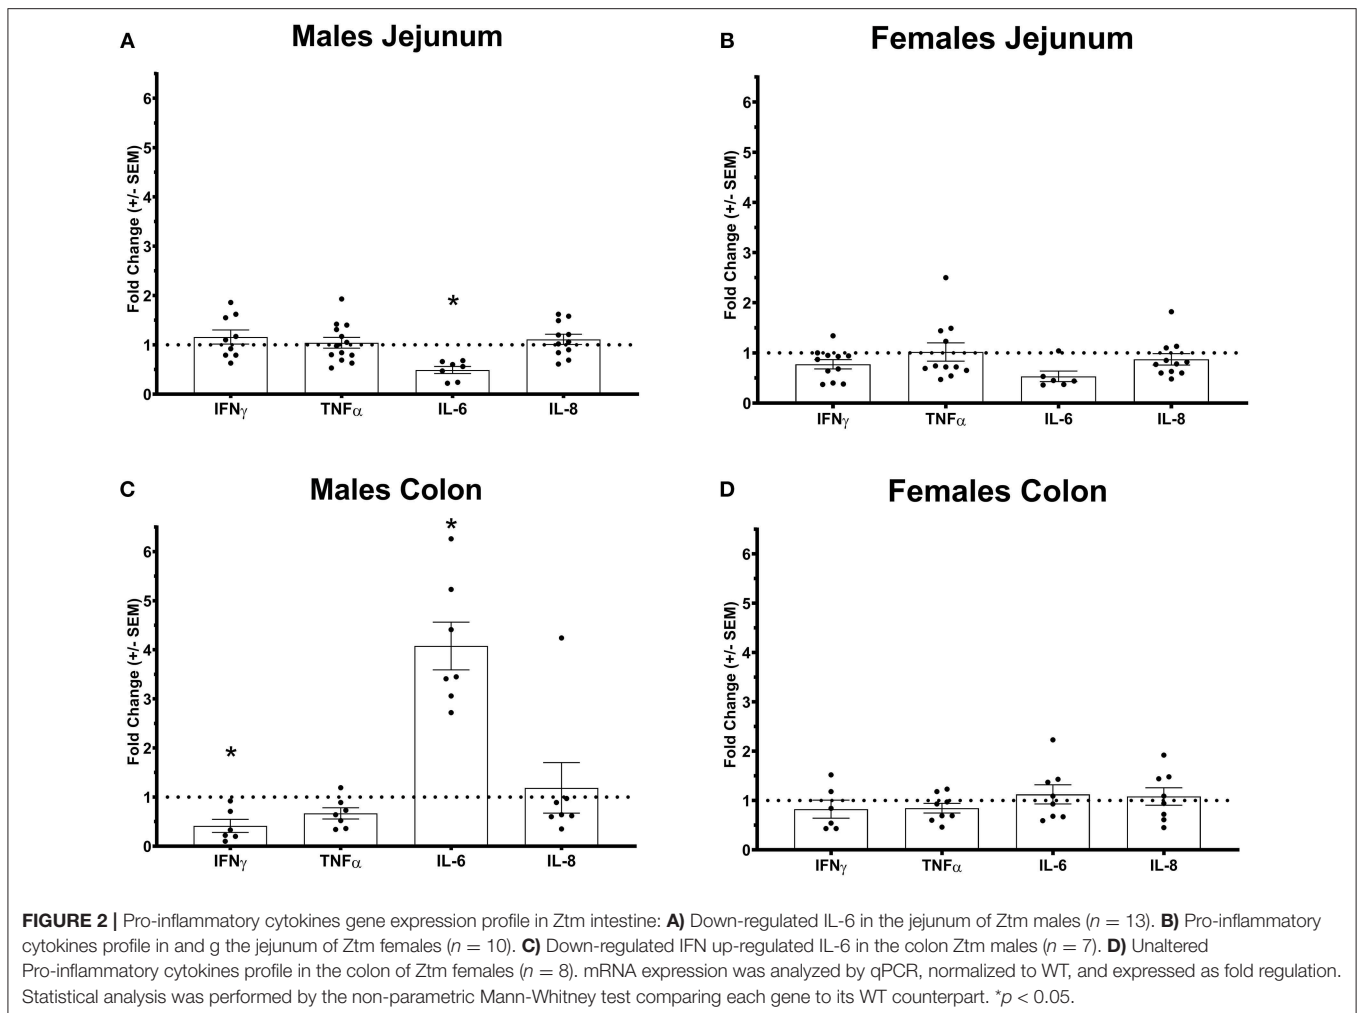 A
Males Jejunum
Fold Change (+/- SEM)
6
5
4
3
2
1
0
*
IFNγ TNFα IL-6 IL-8
B
Females Jejunum
Fold Change (+/- SEM)
6
5
4
3
2
1
0
IFNγ TNFα IL-6 IL-8
C
Males Colon
Fold Change (+/- SEM)
6
5
4
3
2
1
0
*
*
IFNγ TNFα IL-6 IL-8
D
Females Colon
Fold Change (+/- SEM)
6
5
4
3
2
1
0
IFNγ TNFα IL-6 IL-8
FIGURE 2 | Pro-inflammatory cytokines gene expression profile in Ztm intestine: A) Down-regulated IL-6 in the jejunum of Ztm males (n = 13). B) Pro-inflammatory
cytokines profile in and g the jejunum of Ztm females (n = 10). C) Down-regulated IFN up-regulated IL-6 in the colon Ztm males (n = 7). D) Unaltered
Pro-inflammatory cytokines profile in the colon of Ztm females (n = 8). mRNA expression was analyzed by qPCR, normalized to WT, and expressed as fold regulation.
Statistical analysis was performed by the non-parametric Mann-Whitney test comparing each gene to its WT counterpart. *p < 0.05.